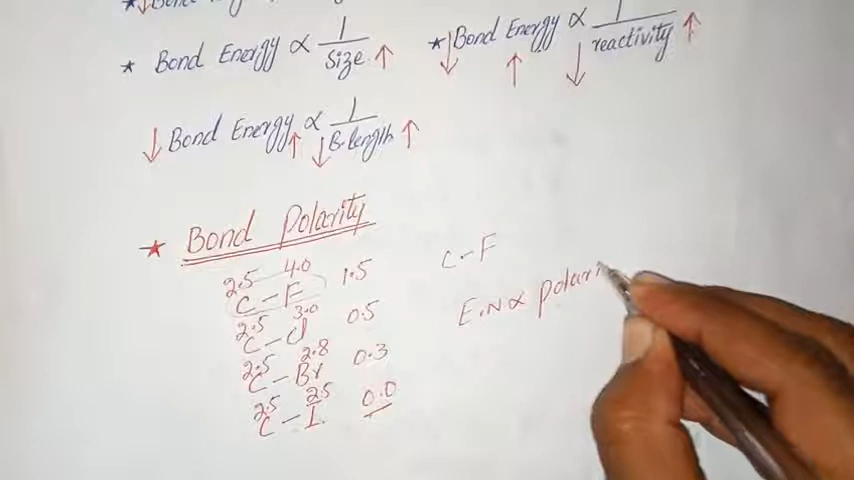 * Bond Energy ∝ 1/Size ↑
* ↓ Bond Energy ↑ ∝ 1/reactivity ↓ ↑
↓ Bond Energy ↑ ∝ 1/B.length ↓ ↑
* Bond Polarity
2.5 4.0
C - F 1.5
2.5 3.0
C - Cl 0.5
2.5 2.8
C - Br 0.3
2.5 2.5
C - I. 0.0
C - F
E.N ∝ polari